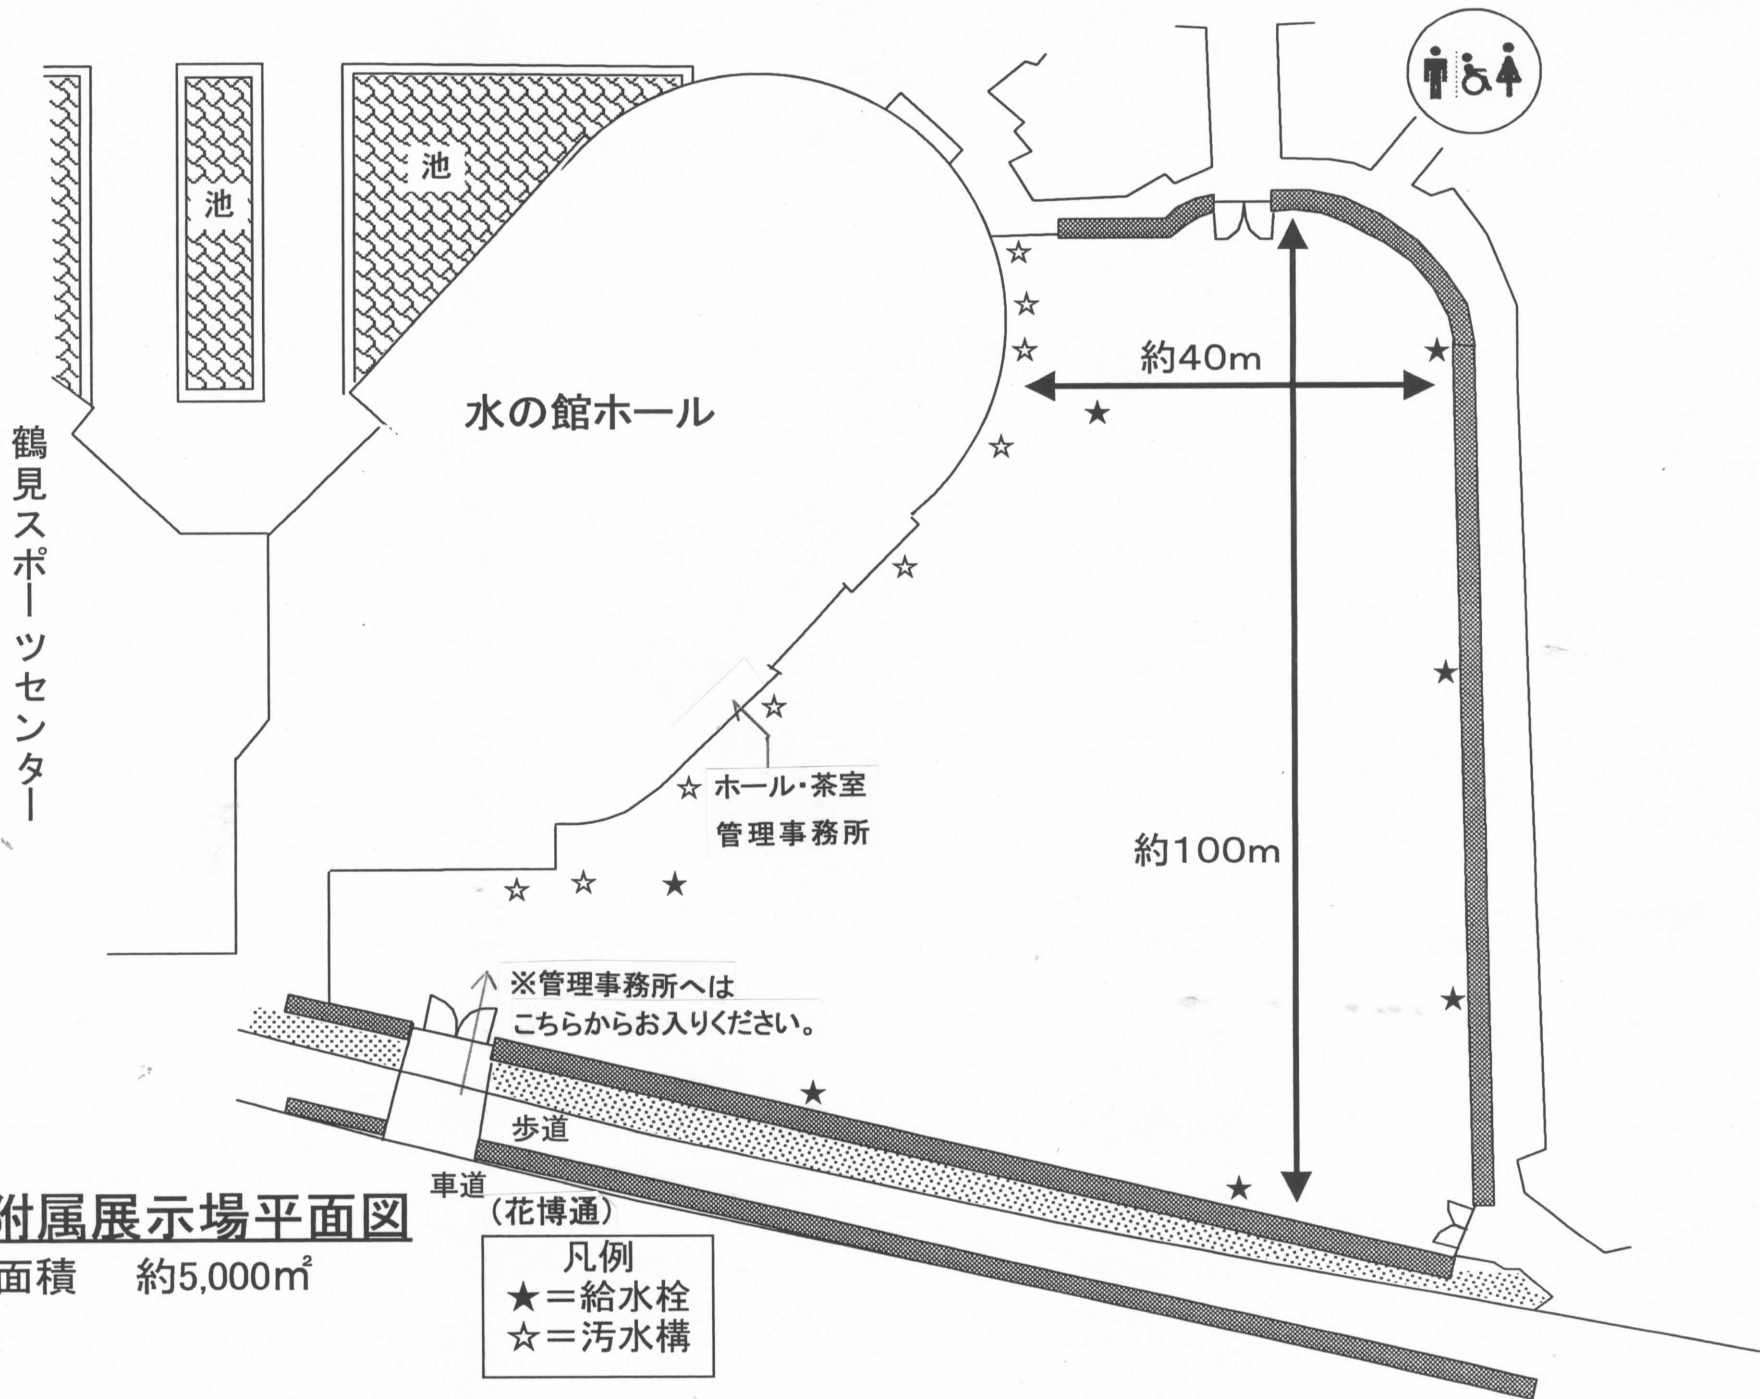 池
池
水の館ホール
鶴見スポーツセンター
約40m
ホール・茶室
管理事務所
約100m
※管理事務所へは
こちらからお入りください。
歩道
車道
(花博通)
附属展示場平面図
面積 約5,000㎡
凡例
★=給水栓
☆=汚水構